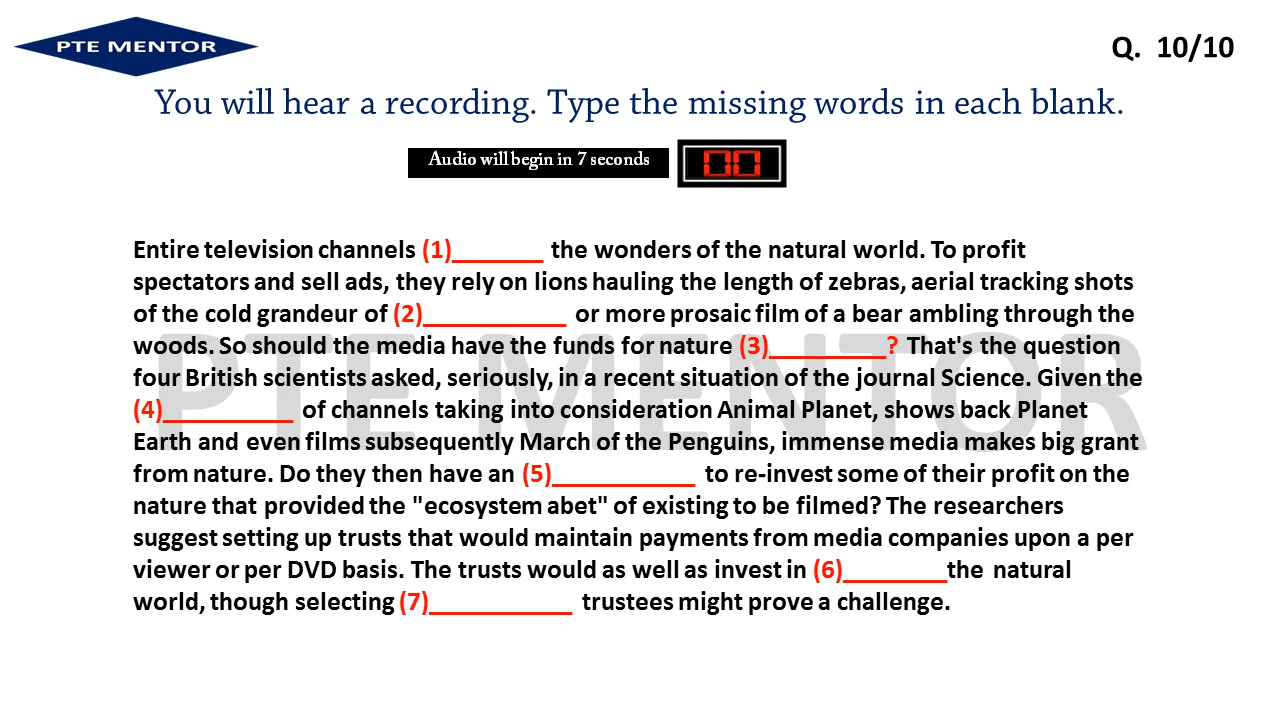 PTE MENTOR
Q. 10/10
You will hear a recording. Type the missing words in each blank.
Audio will begin in 7 seconds
00
Entire television channels (1)_______ the wonders of the natural world. To profit
spectators and sell ads, they rely on lions hauling the length of zebras, aerial tracking shots
of the cold grandeur of (2)___________ or more prosaic film of a bear ambling through the
woods. So should the media have the funds for nature (3)_________? That's the question
four British scientists asked, seriously, in a recent situation of the journal Science. Given the
(4)__________ of channels taking into consideration Animal Planet, shows back Planet
Earth and even films subsequently March of the Penguins, immense media makes big grant
from nature. Do they then have an (5)___________ to re-invest some of their profit on the
nature that provided the "ecosystem abet" of existing to be filmed? The researchers
suggest setting up trusts that would maintain payments from media companies upon a per
viewer or per DVD basis. The trusts would as well as invest in (6)________the natural
world, though selecting (7)___________ trustees might prove a challenge.
PTE MENTOR